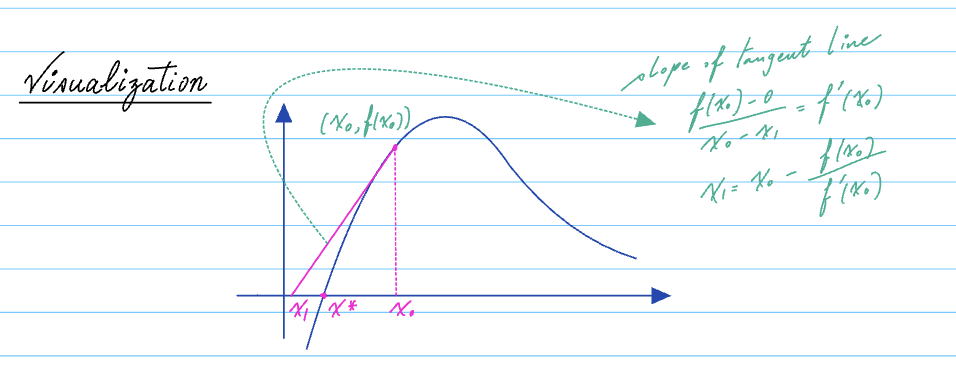 Visualization
slope of tangent line
(x₀, f(x₀))
f(x₀) - 0 / x₀ - x₁ = f'(x₀)
x₁ = x₀ - f(x₀) / f'(x₀)
x₁ x* x₀